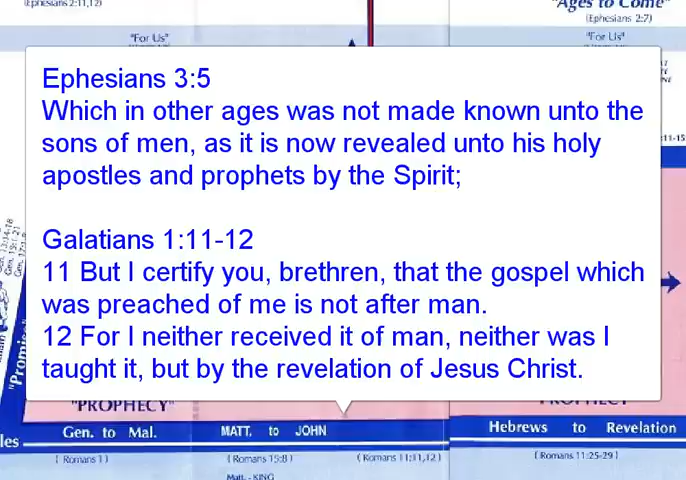 (Ephesians 2:11,12)
"Ages to Come"
(Ephesians 2:7)
"For Us"
"For Us"
Ephesians 3:5
Which in other ages was not made known unto the
sons of men, as it is now revealed unto his holy
apostles and prophets by the Spirit;
Galatians 1:11-12
11 But I certify you, brethren, that the gospel which
was preached of me is not after man.
12 For I neither received it of man, neither was I
taught it, but by the revelation of Jesus Christ.
"PROPHECY"
Gen. to Mal.
MATT. to JOHN
Hebrews to Revelation
(Romans 1)
(Romans 15:8)
(Romans 11:11,12)
(Romans 11:25-29)
Matt. - KING